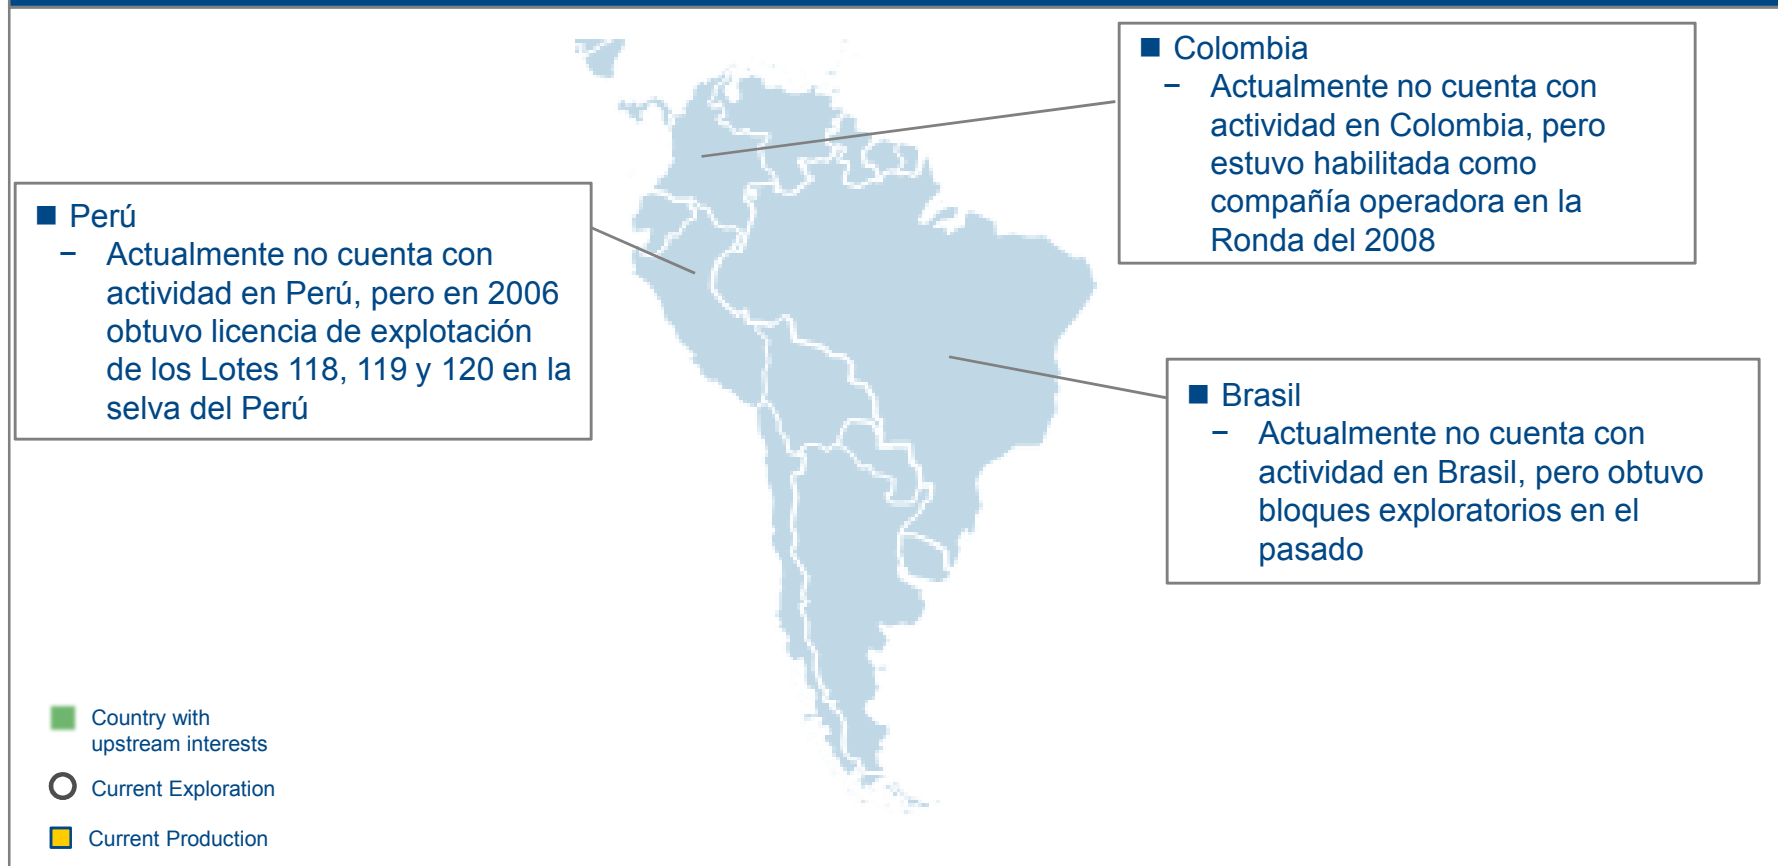 ■ Colombia
− Actualmente no cuenta con
actividad en Colombia, pero
estuvo habilitada como
compañía operadora en la
Ronda del 2008
■ Perú
− Actualmente no cuenta con
actividad en Perú, pero en 2006
obtuvo licencia de explotación
de los Lotes 118, 119 y 120 en la
selva del Perú
■ Brasil
− Actualmente no cuenta con
actividad en Brasil, pero obtuvo
bloques exploratorios en el
pasado
Country with
upstream interests
Current Exploration
Current Production